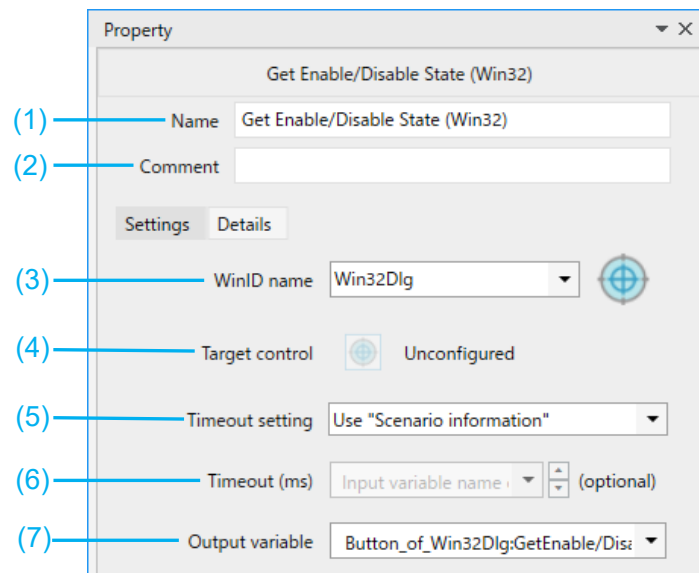 Property
Get Enable/Disable State (Win32)
(1) Name Get Enable/Disable State (Win32)
(2) Comment
Settings Details
(3) WinID name Win32Dlg
(4) Target control Unconfigured
(5) Timeout setting Use "Scenario information"
(6) Timeout (ms) Input variable name (optional)
(7) Output variable Button_of_Win32Dlg:GetEnable/Disa